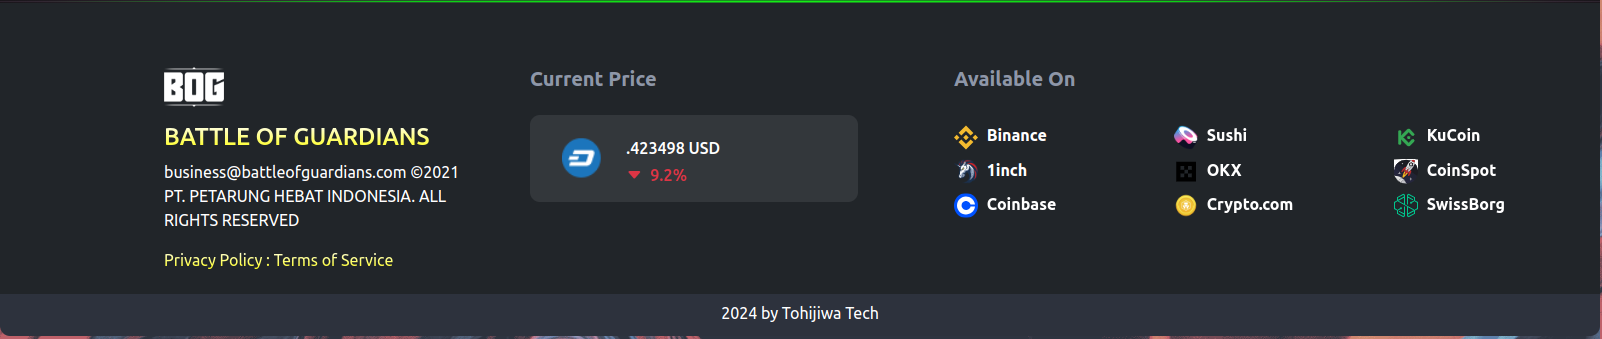 BOG
BATTLE OF GUARDIANS
business@battleofguardians.com ©2021
PT. PETARUNG HEBAT INDONESIA. ALL
RIGHTS RESERVED
Privacy Policy : Terms of Service
Current Price
.423498 USD
9.2%
Available On
Binance
Sushi
KuCoin
1inch
OKX
CoinSpot
Coinbase
Crypto.com
SwissBorg
2024 by Tohijiwa Tech